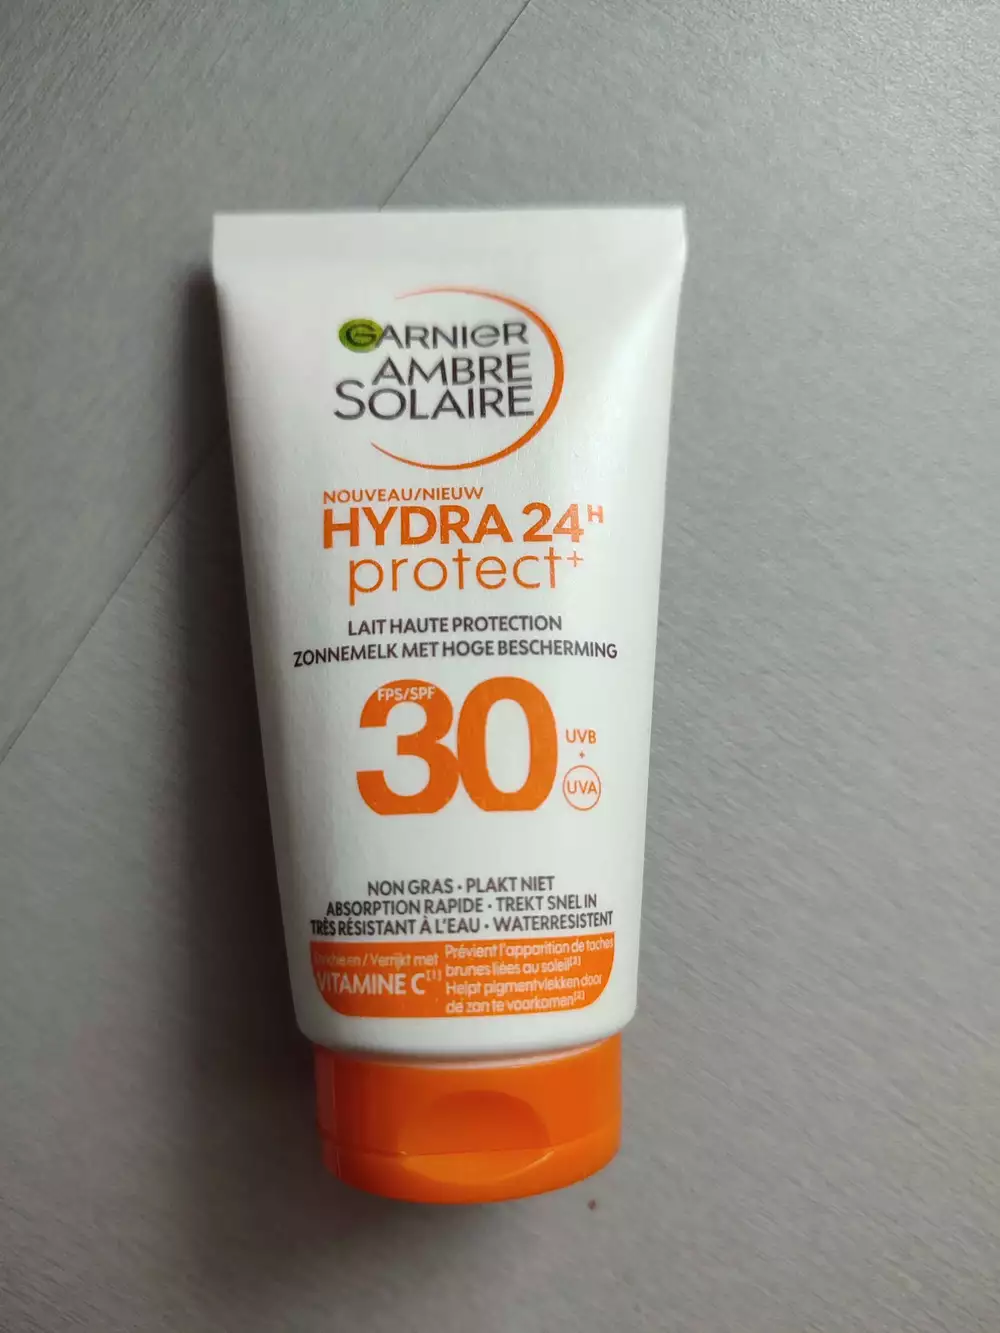 GARNIER
AMBRE
SOLAIRE
NOUVEAU/NIEUW
HYDRA 24H
protect+
LAIT HAUTE PROTECTION
ZONNEMELK MET HOGE BESCHERMING
FPS/SPF
30
UVB
+
UVA
NON GRAS • PLAKT NIET
ABSORPTION RAPIDE • TREKT SNEL IN
TRÈS RÉSISTANT À L'EAU • WATERRESISTENT
Enrichi en / Verrijkt met
VITAMINE C[1]
Prévient l'apparition de taches
brunes liées au soleil[2]
Helpt pigmentvlekken door
de zon te voorkomen[2]